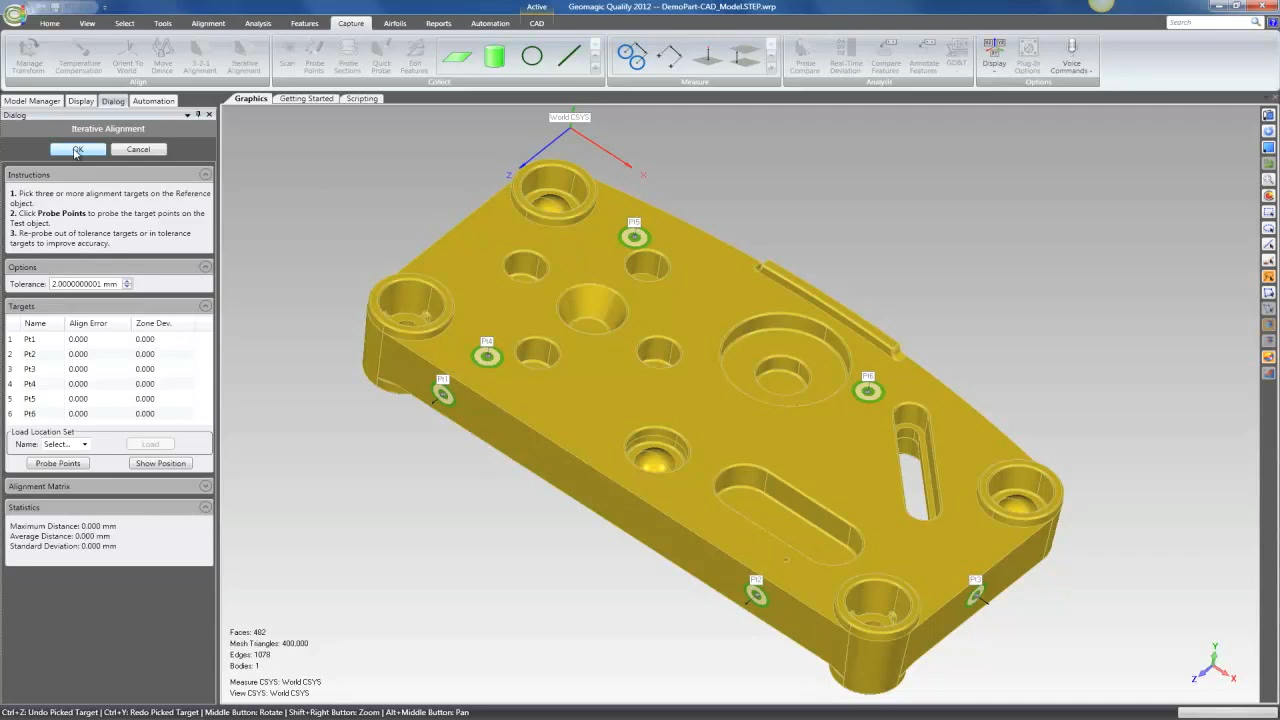 Active
Geomagic Qualify 2012 -- DemoPart-CAD_Model.STEP.wrp
Home View Select Tools Alignment Analysis Features Capture Airfoils Reports Automation CAD
Search
Manage Transform
Temperature Compensation
Orient To World
Move Device
3-2-1 Alignment
Iterative Alignment
Scan
Probe Points
Probe Sections
Quick Probe
Edit Features
Probe Compare
Real-Time Deviation
Compare Features
Annotate Features
GD&T
Display
Plug-In Options
Voice Commands
Align
Collect
Measure
Analysis
Options
Model Manager Display Dialog Automation
Graphics Getting Started Scripting
Dialog
Iterative Alignment
OK Cancel
Instructions
1. Pick three or more alignment targets on the Reference
object.
2. Click Probe Points to probe the target points on the
Test object.
3. Re-probe out of tolerance targets or in tolerance
targets to improve accuracy.
Options
Tolerance: 2.0000000001 mm
Targets
Name Align Error Zone Dev.
1 Pt1 0.000 0.000
2 Pt2 0.000 0.000
3 Pt3 0.000 0.000
4 Pt4 0.000 0.000
5 Pt5 0.000 0.000
6 Pt6 0.000 0.000
Load Location Set
Name: Select... Load
Probe Points Show Position
Alignment Matrix
Statistics
Maximum Distance: 0.000 mm
Average Distance: 0.000 mm
Standard Deviation: 0.000 mm
World CSYS
Z
X
Pt5
Pt4
Pt1
Pt6
Pt2
Pt3
Faces: 482
Mesh Triangles: 400,000
Edges: 1078
Bodies: 1
Measure CSYS: World CSYS
View CSYS: World CSYS
Y
Z
X
Ctrl+Z: Undo Picked Target | Ctrl+Y: Redo Picked Target | Middle Button: Rotate | Shift+Right Button: Zoom | Alt+Middle Button: Pan